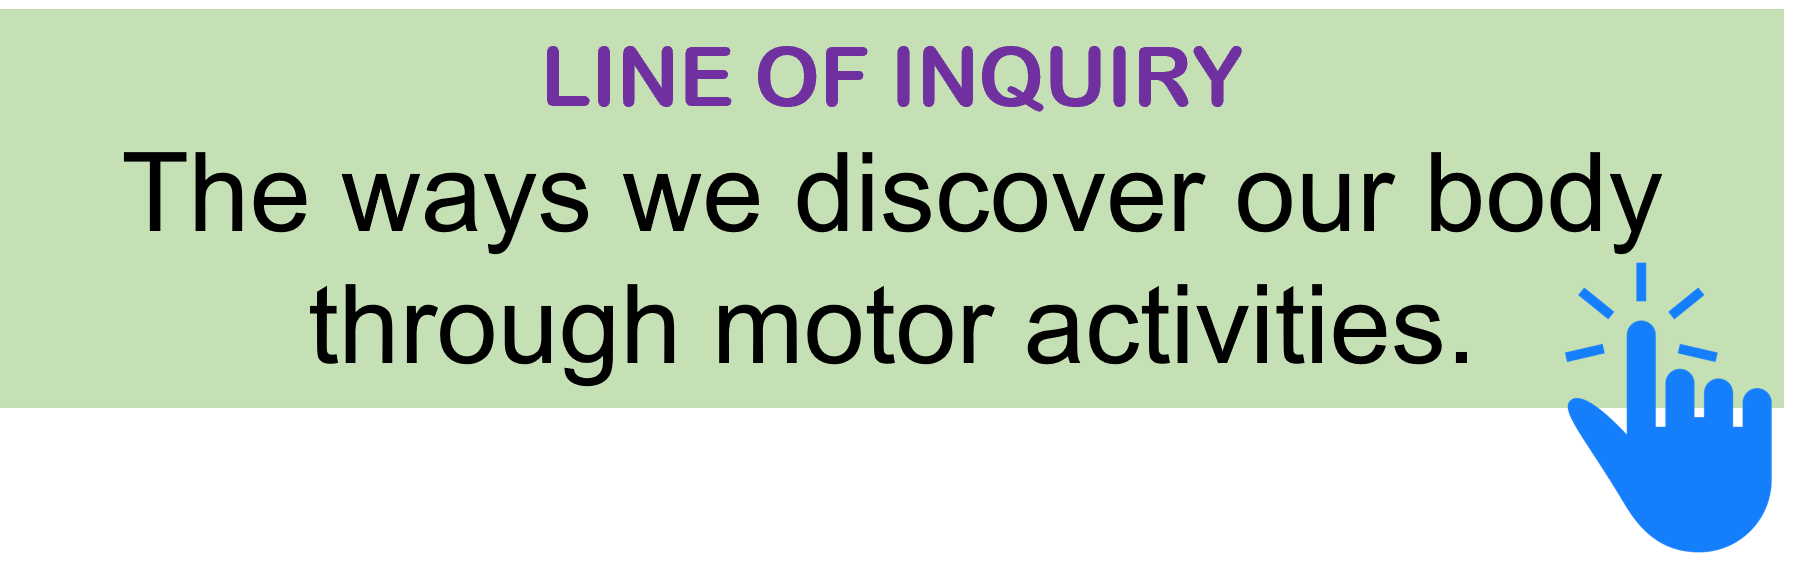 LINE OF INQUIRY
The ways we discover our body
through motor activities.